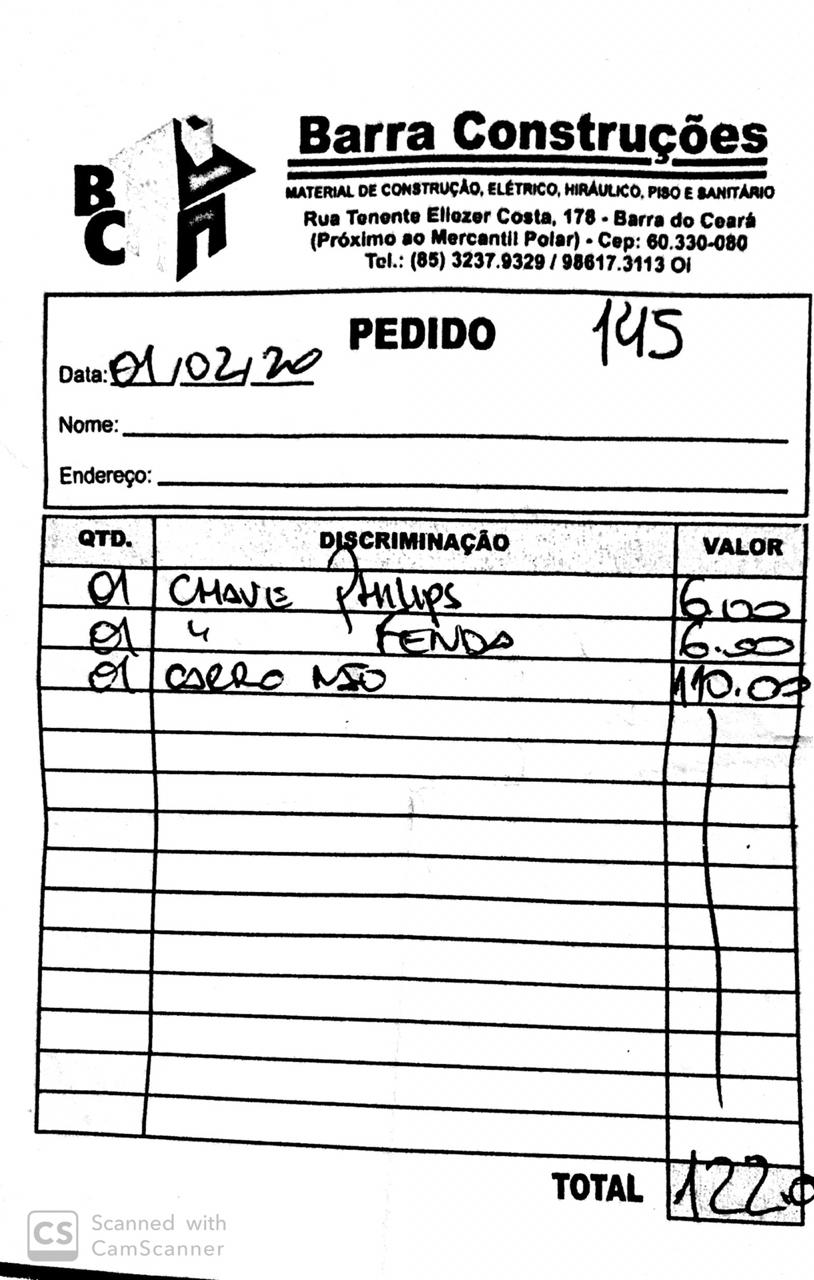 BC
Barra Construções
MATERIAL DE CONSTRUÇÃO, ELÉTRICO, HIRÁULICO, PISO E SANITÁRIO
Rua Tenente Eliezer Costa, 178 - Barra do Ceará
(Próximo ao Mercantil Polar) - Cep: 60.330-080
Tel.: (85) 3237.9329 / 98617.3113 Oi
PEDIDO 145
Data: 01/02/20
Nome:
Endereço:
QTD. DISCRIMINAÇÃO VALOR
01 CHAVE Philips 6.00
01 " FENDA 6.00
01 CARRO MÃO 110.00
TOTAL 122.0
CS Scanned with
CamScanner